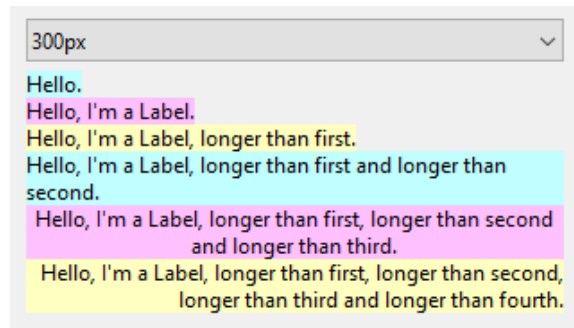 300px
Hello.
Hello, I'm a Label.
Hello, I'm a Label, longer than first.
Hello, I'm a Label, longer than first and longer than
second.
Hello, I'm a Label, longer than first, longer than second
and longer than third.
Hello, I'm a Label, longer than first, longer than second,
longer than third and longer than fourth.